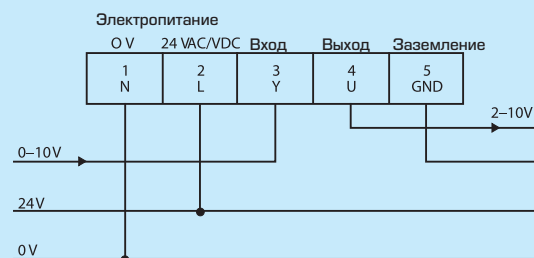 Электропитание
0 V 24 VAC/VDC Вход Выход Заземление
1 2 3 4 5
N L Y U GND
2–10V
0–10V
24V
0V